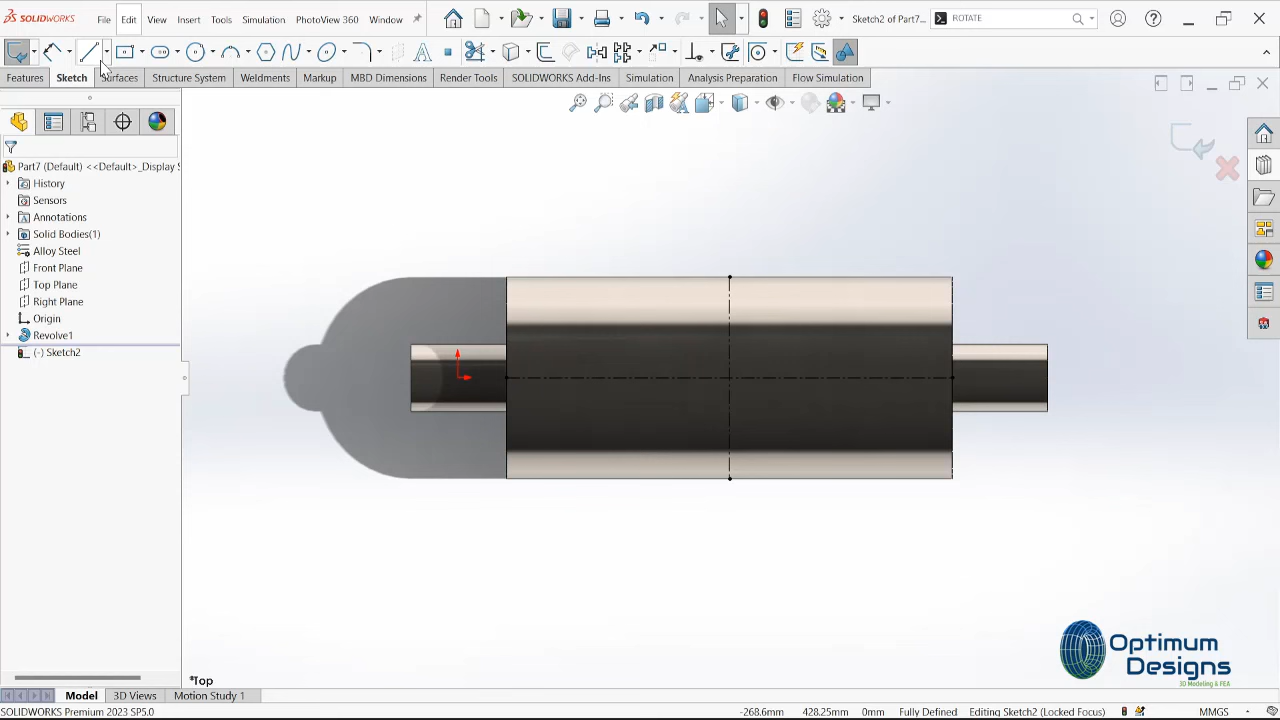 SOLIDWORKS
File
Edit
View
Insert
Tools
Simulation
PhotoView 360
Window
Sketch2 of Part7...
ROTATE
Features
Sketch
Surfaces
Structure System
Weldments
Markup
MBD Dimensions
Render Tools
SOLIDWORKS Add-Ins
Simulation
Analysis Preparation
Flow Simulation
Part7 (Default) <<Default>_Display S
History
Sensors
Annotations
Solid Bodies(1)
Alloy Steel
Front Plane
Top Plane
Right Plane
Origin
Revolve1
(-) Sketch2
*Top
Optimum
Designs
3D Modeling & FEA
Model
3D Views
Motion Study 1
SOLIDWORKS Premium 2023 SP5.0
-268.6mm
428.25mm
0mm
Fully Defined
Editing Sketch2 (Locked Focus)
MMGS